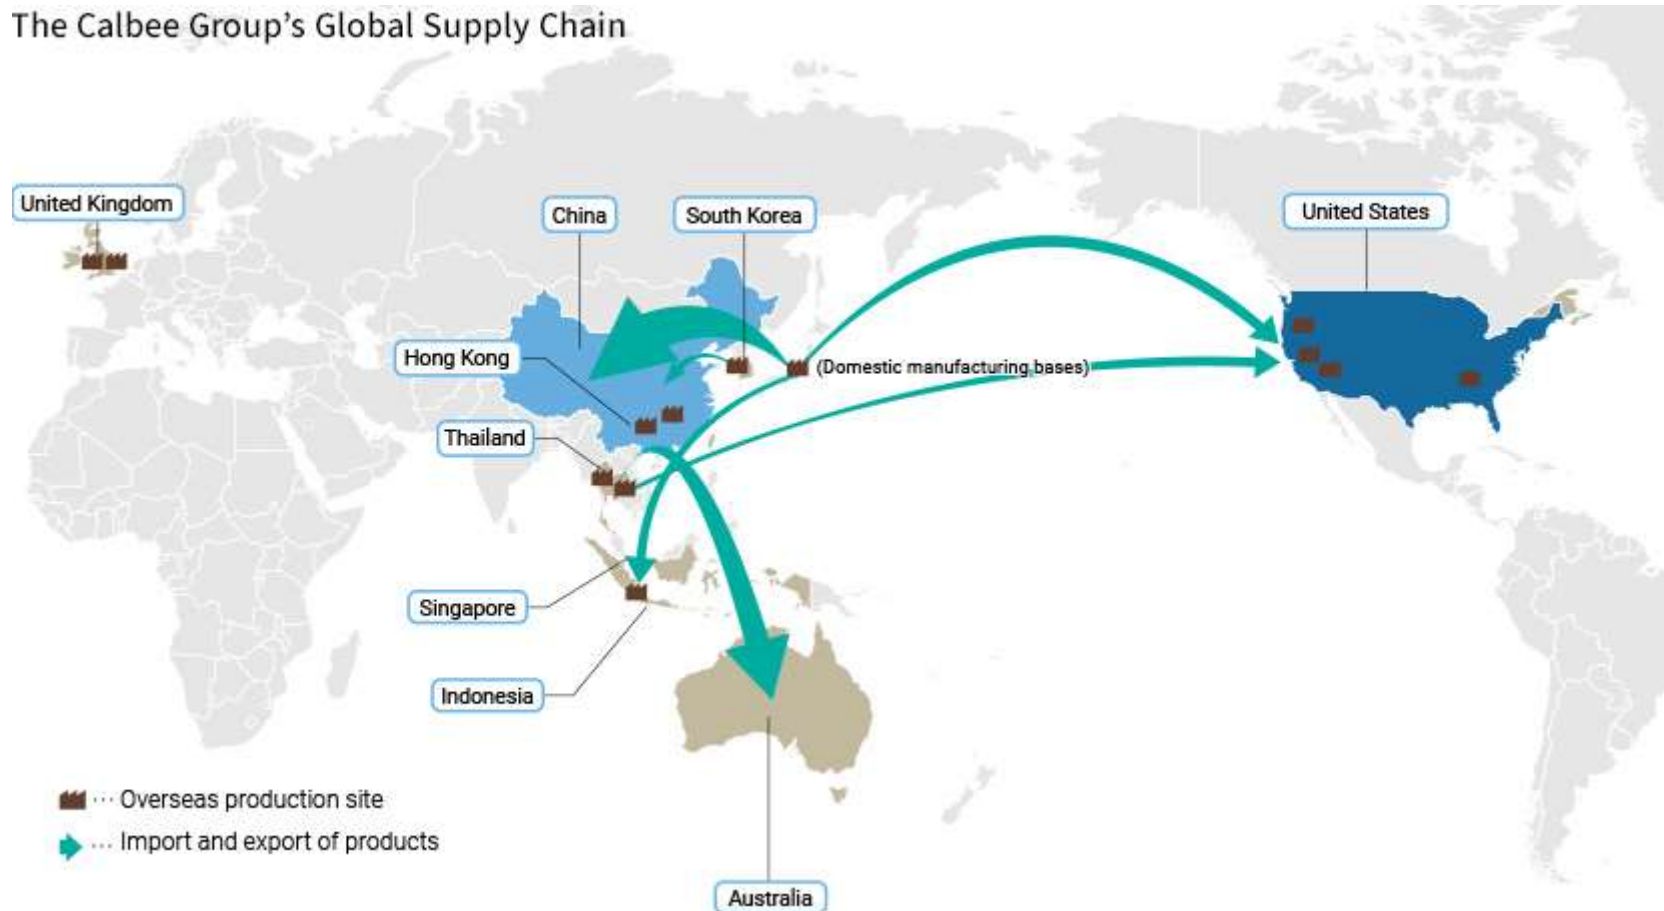 The Calbee Group's Global Supply Chain
United Kingdom
China
South Korea
United States
Hong Kong
(Domestic manufacturing bases)
Thailand
Singapore
Indonesia
··· Overseas production site
··· Import and export of products
Australia